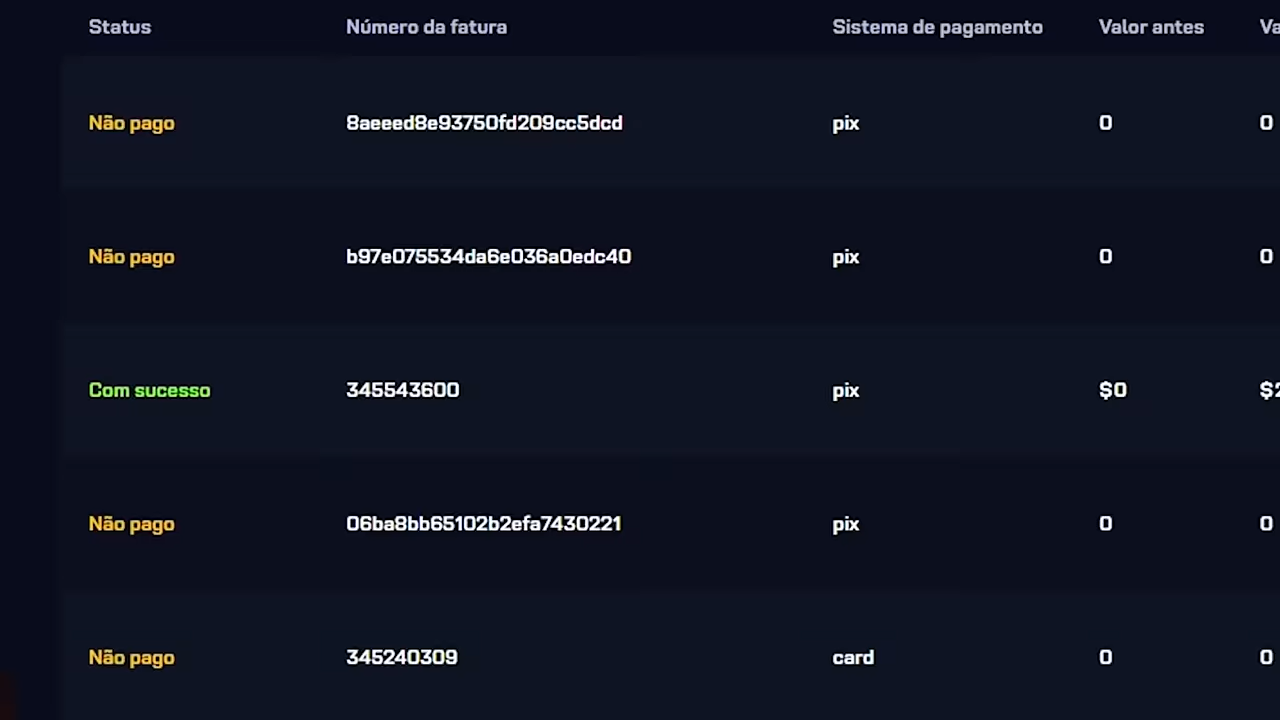 Status Número da fatura Sistema de pagamento Valor antes
Não pago 8aeeed8e93750fd209cc5dcd pix 0 0
Não pago b97e075534da6e036a0edc40 pix 0 0
Com sucesso 345543600 pix $0
Não pago 06ba8bb65102b2efa7430221 pix 0 0
Não pago 345240309 card 0 0